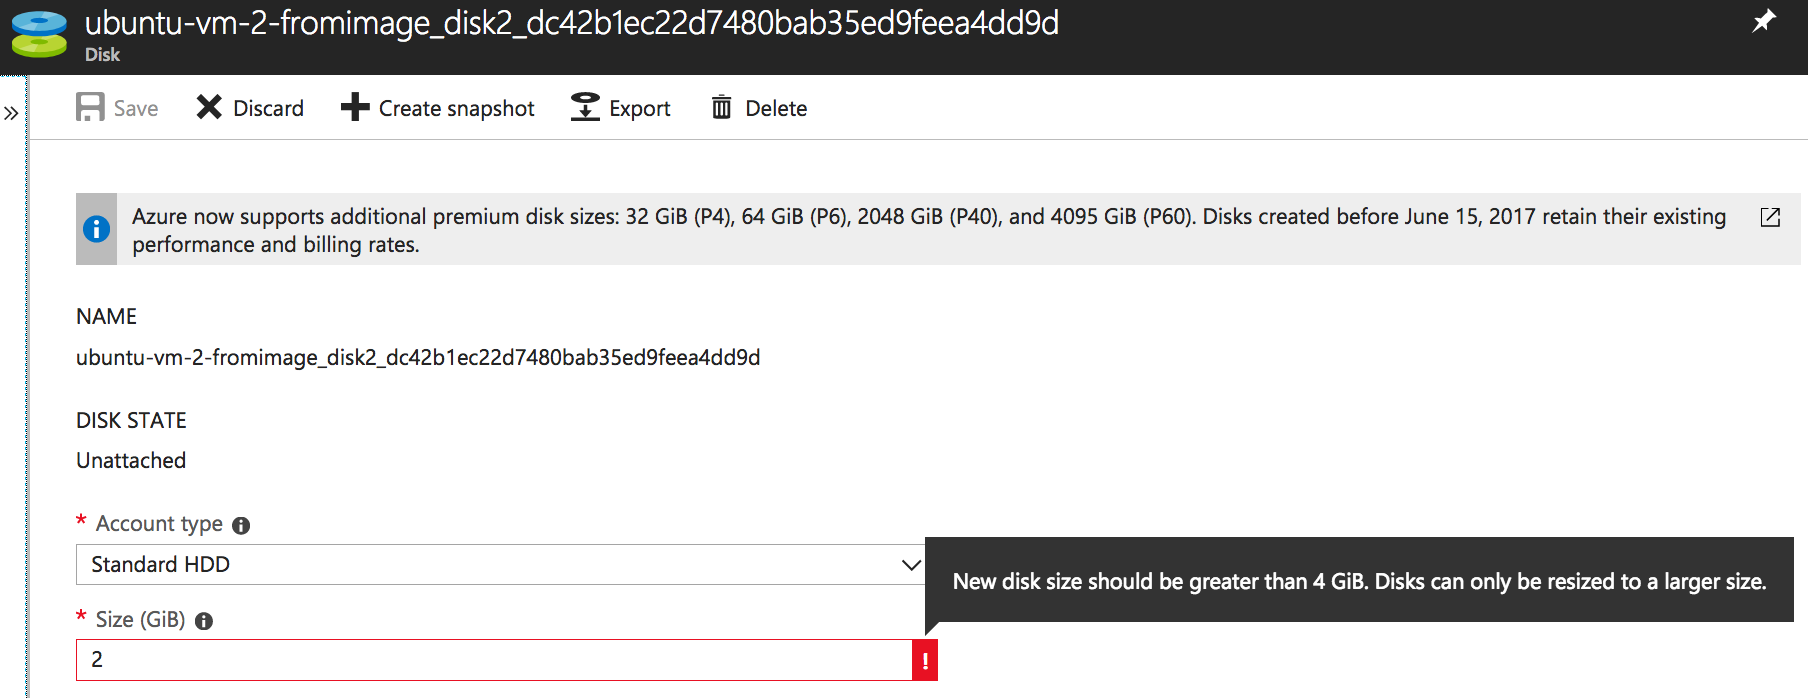 ubuntu-vm-2-fromimage_disk2_dc42b1ec22d7480bab35ed9feea4dd9d
Disk
Save Discard Create snapshot Export Delete
Azure now supports additional premium disk sizes: 32 GiB (P4), 64 GiB (P6), 2048 GiB (P40), and 4095 GiB (P60). Disks created before June 15, 2017 retain their existing
performance and billing rates.
NAME
ubuntu-vm-2-fromimage_disk2_dc42b1ec22d7480bab35ed9feea4dd9d
DISK STATE
Unattached
* Account type
Standard HDD
New disk size should be greater than 4 GiB. Disks can only be resized to a larger size.
* Size (GiB)
2